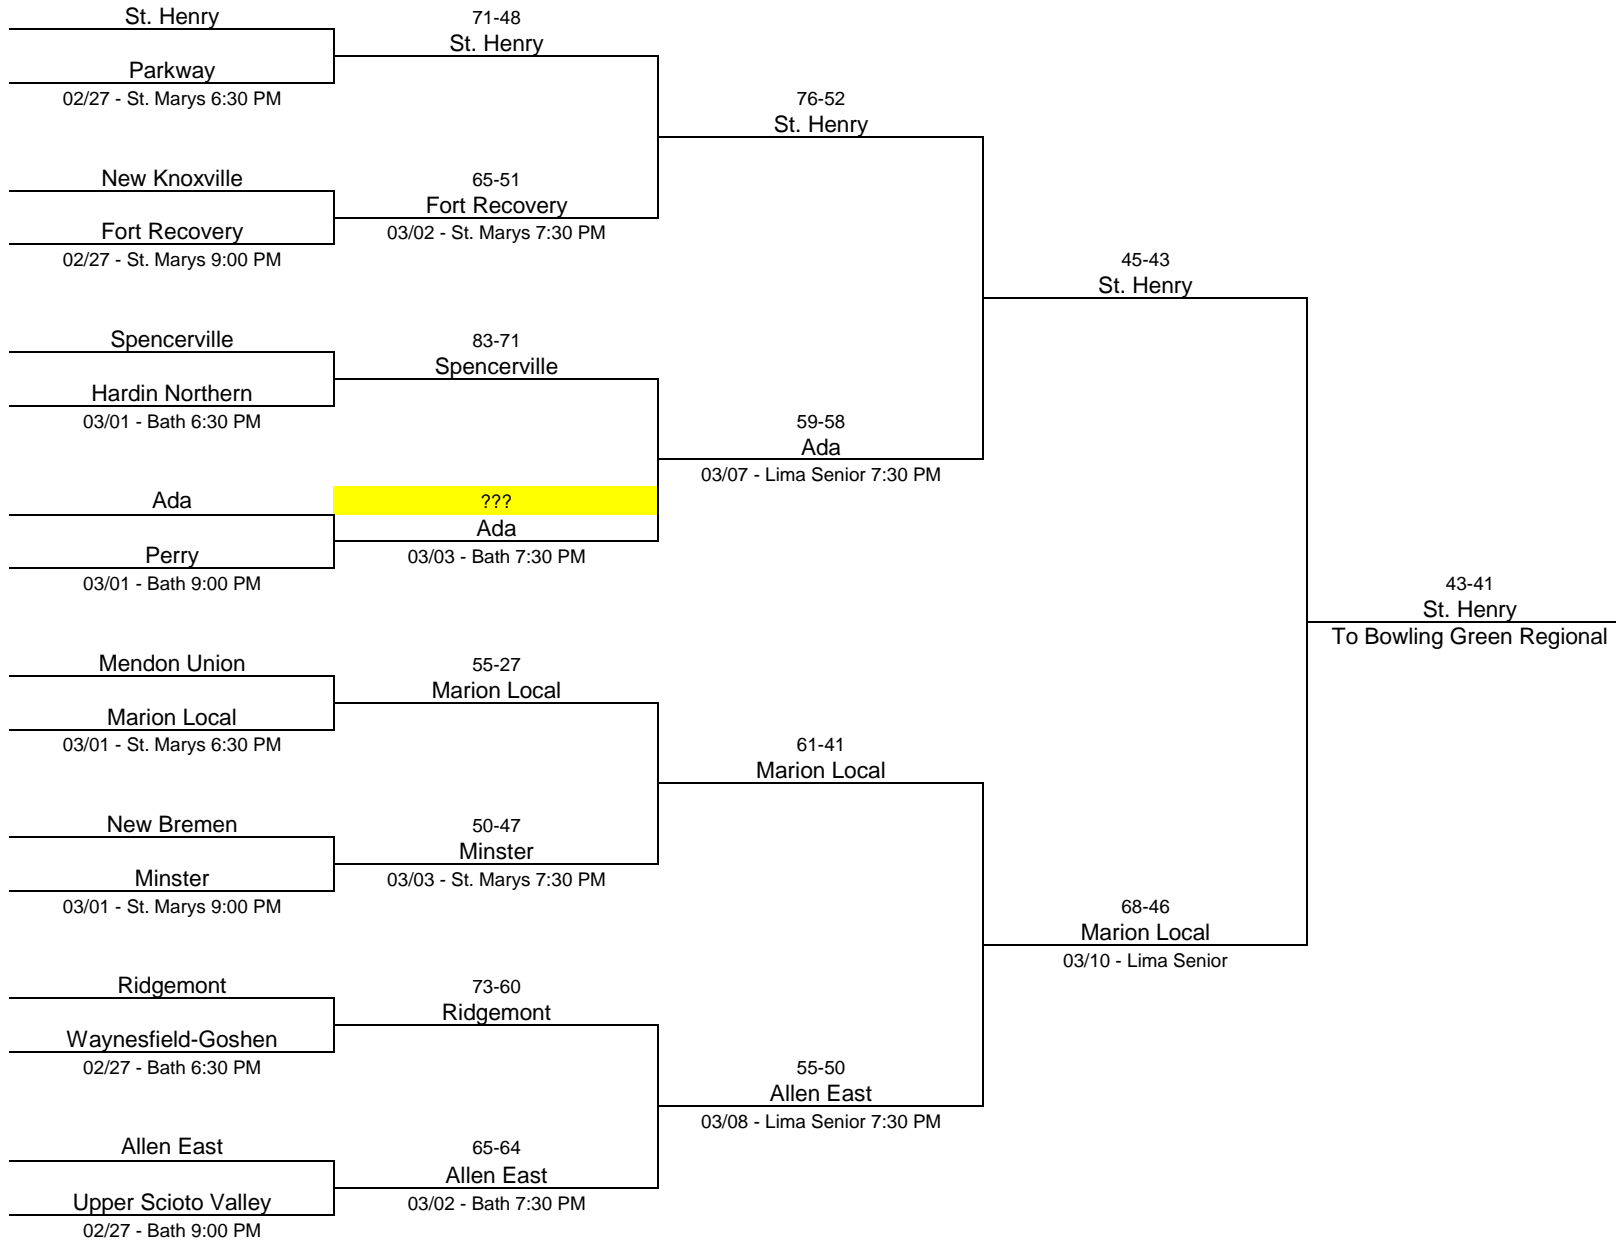 St. Henry
Parkway
02/27 - St. Marys 6:30 PM
New Knoxville
Fort Recovery
02/27 - St. Marys 9:00 PM
Spencerville
Hardin Northern
03/01 - Bath 6:30 PM
Ada
Perry
03/01 - Bath 9:00 PM
Mendon Union
Marion Local
03/01 - St. Marys 6:30 PM
New Bremen
Minster
03/01 - St. Marys 9:00 PM
Ridgemont
Waynesfield-Goshen
02/27 - Bath 6:30 PM
Allen East
Upper Scioto Valley
02/27 - Bath 9:00 PM
71-48
St. Henry
65-51
Fort Recovery
03/02 - St. Marys 7:30 PM
83-71
Spencerville
???
Ada
03/03 - Bath 7:30 PM
55-27
Marion Local
50-47
Minster
03/03 - St. Marys 7:30 PM
73-60
Ridgemont
65-64
Allen East
03/02 - Bath 7:30 PM
76-52
St. Henry
59-58
Ada
03/07 - Lima Senior 7:30 PM
61-41
Marion Local
55-50
Allen East
03/08 - Lima Senior 7:30 PM
45-43
St. Henry
68-46
Marion Local
03/10 - Lima Senior
43-41
St. Henry
To Bowling Green Regional